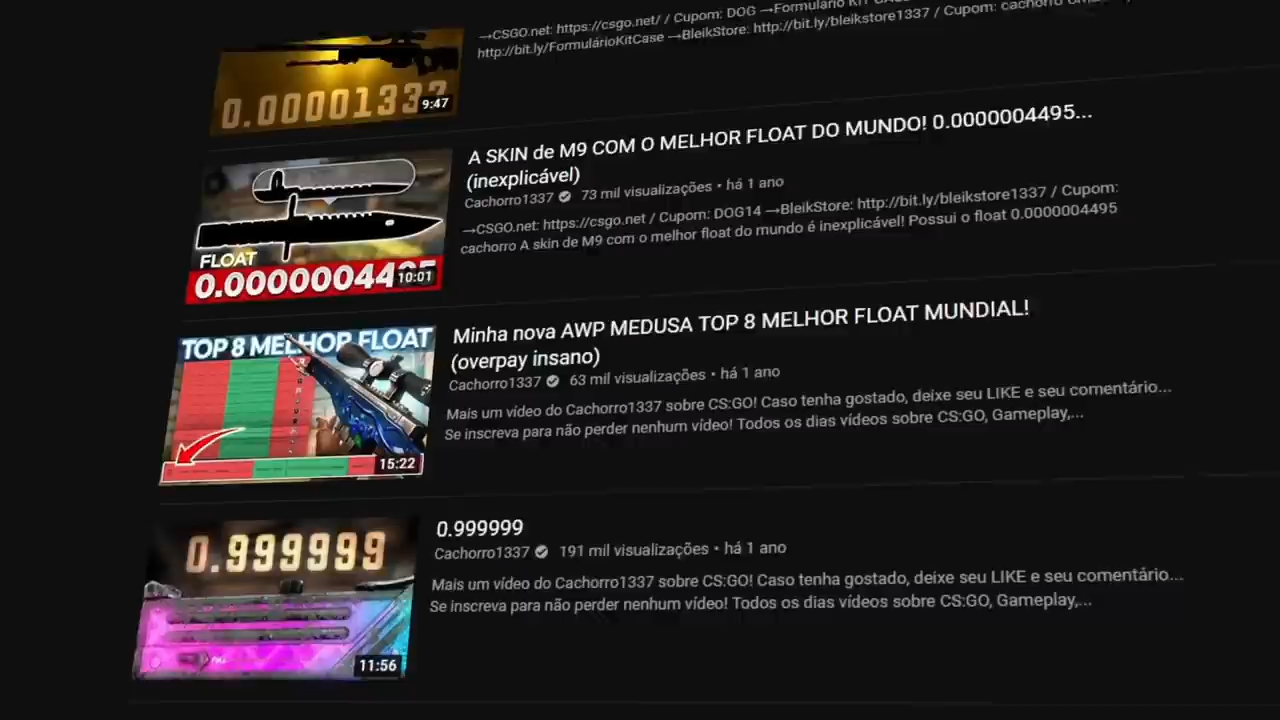 →CSGO.net: https://csgo.net/ / Cupom: DOG →Formulário KIT
http://bit.ly/FormulárioKitCase →BleikStore: http://bit.ly/bleikstore1337 / Cupom: cachorro
0.00001337
9:47
A SKIN de M9 COM O MELHOR FLOAT DO MUNDO! 0.0000004495...
(inexplicável)
Cachorro1337 73 mil visualizações • há 1 ano
→CSGO.net: https://csgo.net / Cupom: DOG14 →BleikStore: http://bit.ly/bleikstore1337 / Cupom:
cachorro A skin de M9 com o melhor float do mundo é inexplicável! Possui o float 0.0000004495
FLOAT
0.0000004495
10:01
Minha nova AWP MEDUSA TOP 8 MELHOR FLOAT MUNDIAL!
(overpay insano)
Cachorro1337 63 mil visualizações • há 1 ano
Mais um vídeo do Cachorro1337 sobre CS:GO! Caso tenha gostado, deixe seu LIKE e seu comentário...
Se inscreva para não perder nenhum vídeo! Todos os dias vídeos sobre CS:GO, Gameplay,...
TOP 8 MELHOR FLOAT
15:22
0.999999
Cachorro1337 191 mil visualizações • há 1 ano
Mais um vídeo do Cachorro1337 sobre CS:GO! Caso tenha gostado, deixe seu LIKE e seu comentário...
Se inscreva para não perder nenhum vídeo! Todos os dias vídeos sobre CS:GO, Gameplay,...
0.999999
11:56